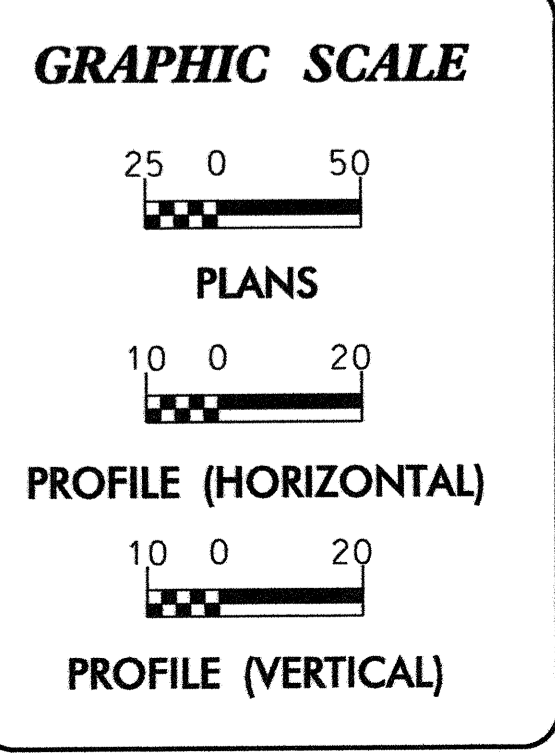 GRAPHIC SCALE
25 0 50
PLANS
10 0 20
PROFILE (HORIZONTAL)
10 0 20
PROFILE (VERTICAL)